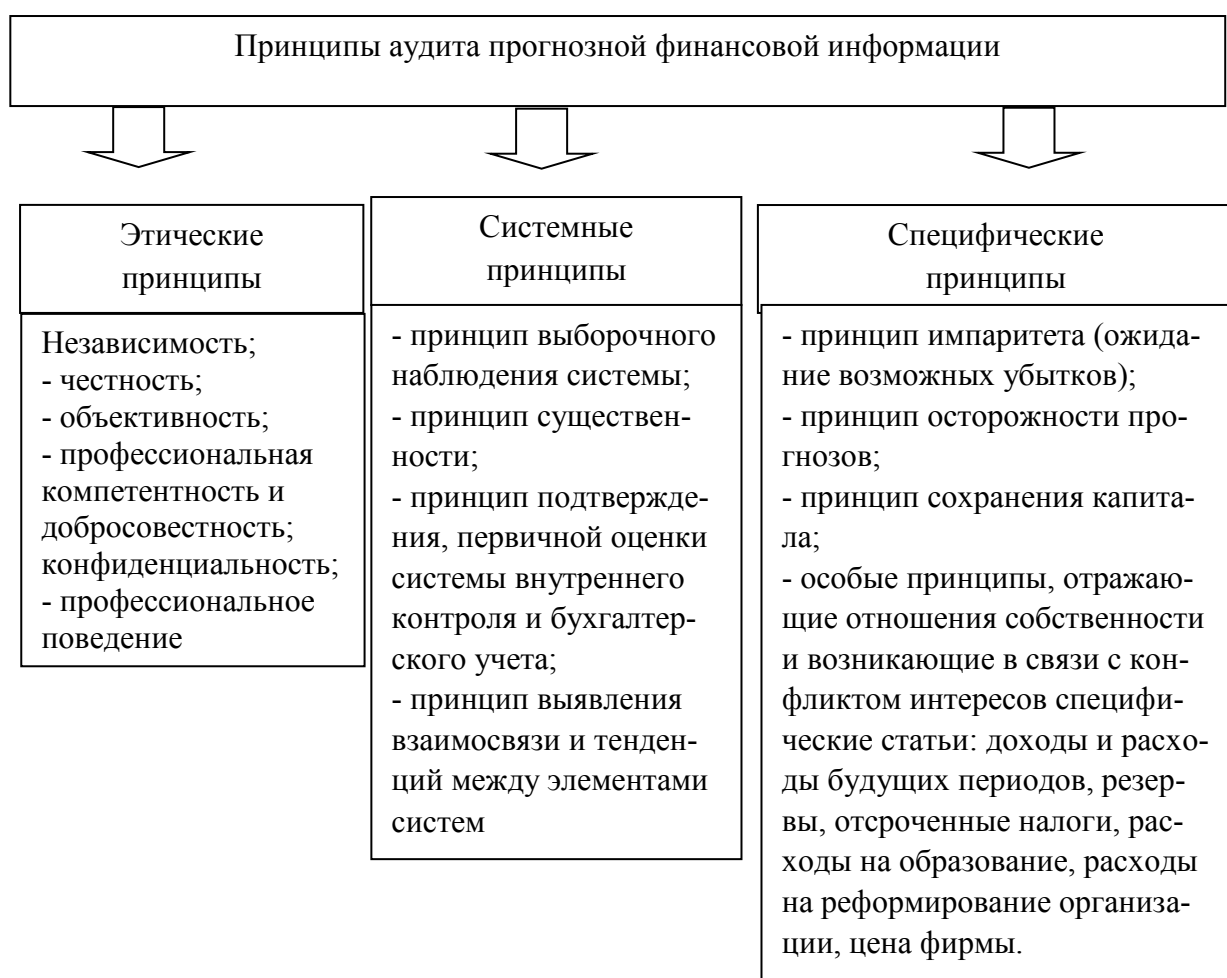 Принципы аудита прогнозной финансовой информации
Этические
принципы
Независимость;
- честность;
- объективность;
- профессиональная
компетентность и
добросовестность;
конфиденциальность;
- профессиональное
поведение
Системные
принципы
- принцип выборочного
наблюдения системы;
- принцип существен-
ности;
- принцип подтвержде-
ния, первичной оценки
системы внутреннего
контроля и бухгалтер-
ского учета;
- принцип выявления
взаимосвязи и тенден-
ций между элементами
систем
Специфические
принципы
- принцип импаритета (ожида-
ние возможных убытков);
- принцип осторожности про-
гнозов;
- принцип сохранения капита-
ла;
- особые принципы, отражаю-
щие отношения собственности
и возникающие в связи с кон-
фликтом интересов специфи-
ческие статьи: доходы и расхо-
ды будущих периодов, резер-
вы, отсроченные налоги, рас-
ходы на образование, расходы
на реформирование организа-
ции, цена фирмы.